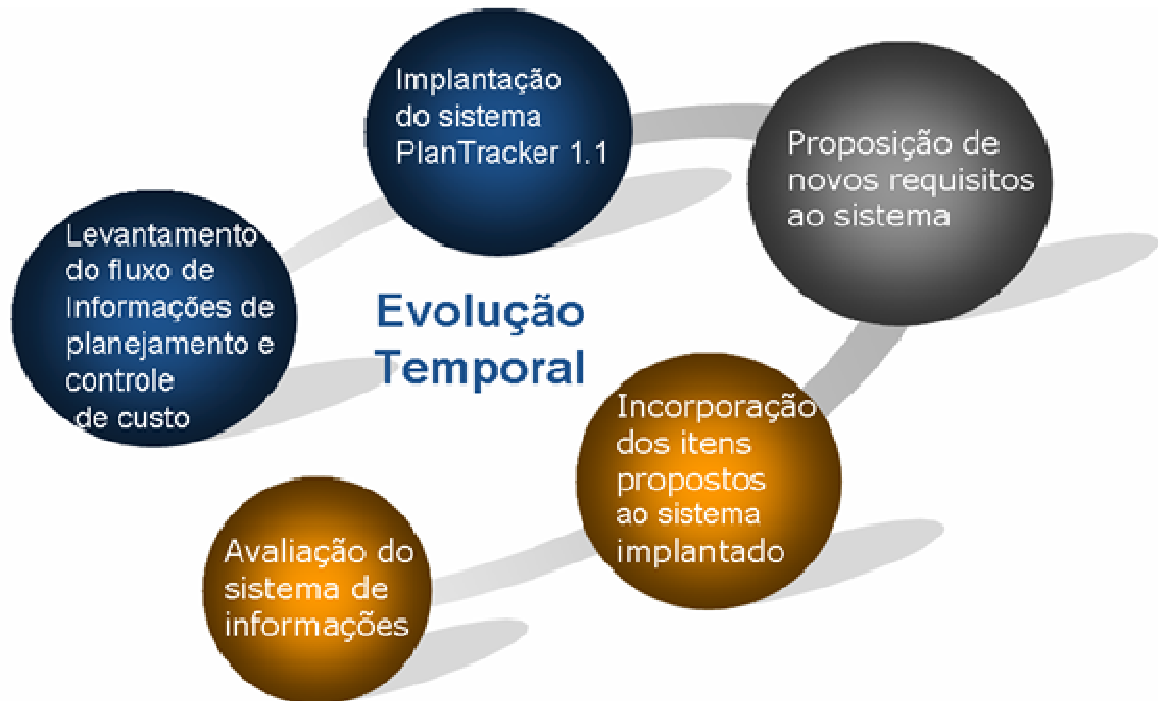 Levantamento
do fluxo de
Informações de
planejamento e
controle
de custo
Implantação
do sistema
PlanTracker 1.1
Proposição de
novos requisitos
ao sistema
Evolução
Temporal
Incorporação
dos itens
propostos
ao sistema
implantado
Avaliação do
sistema de
informações